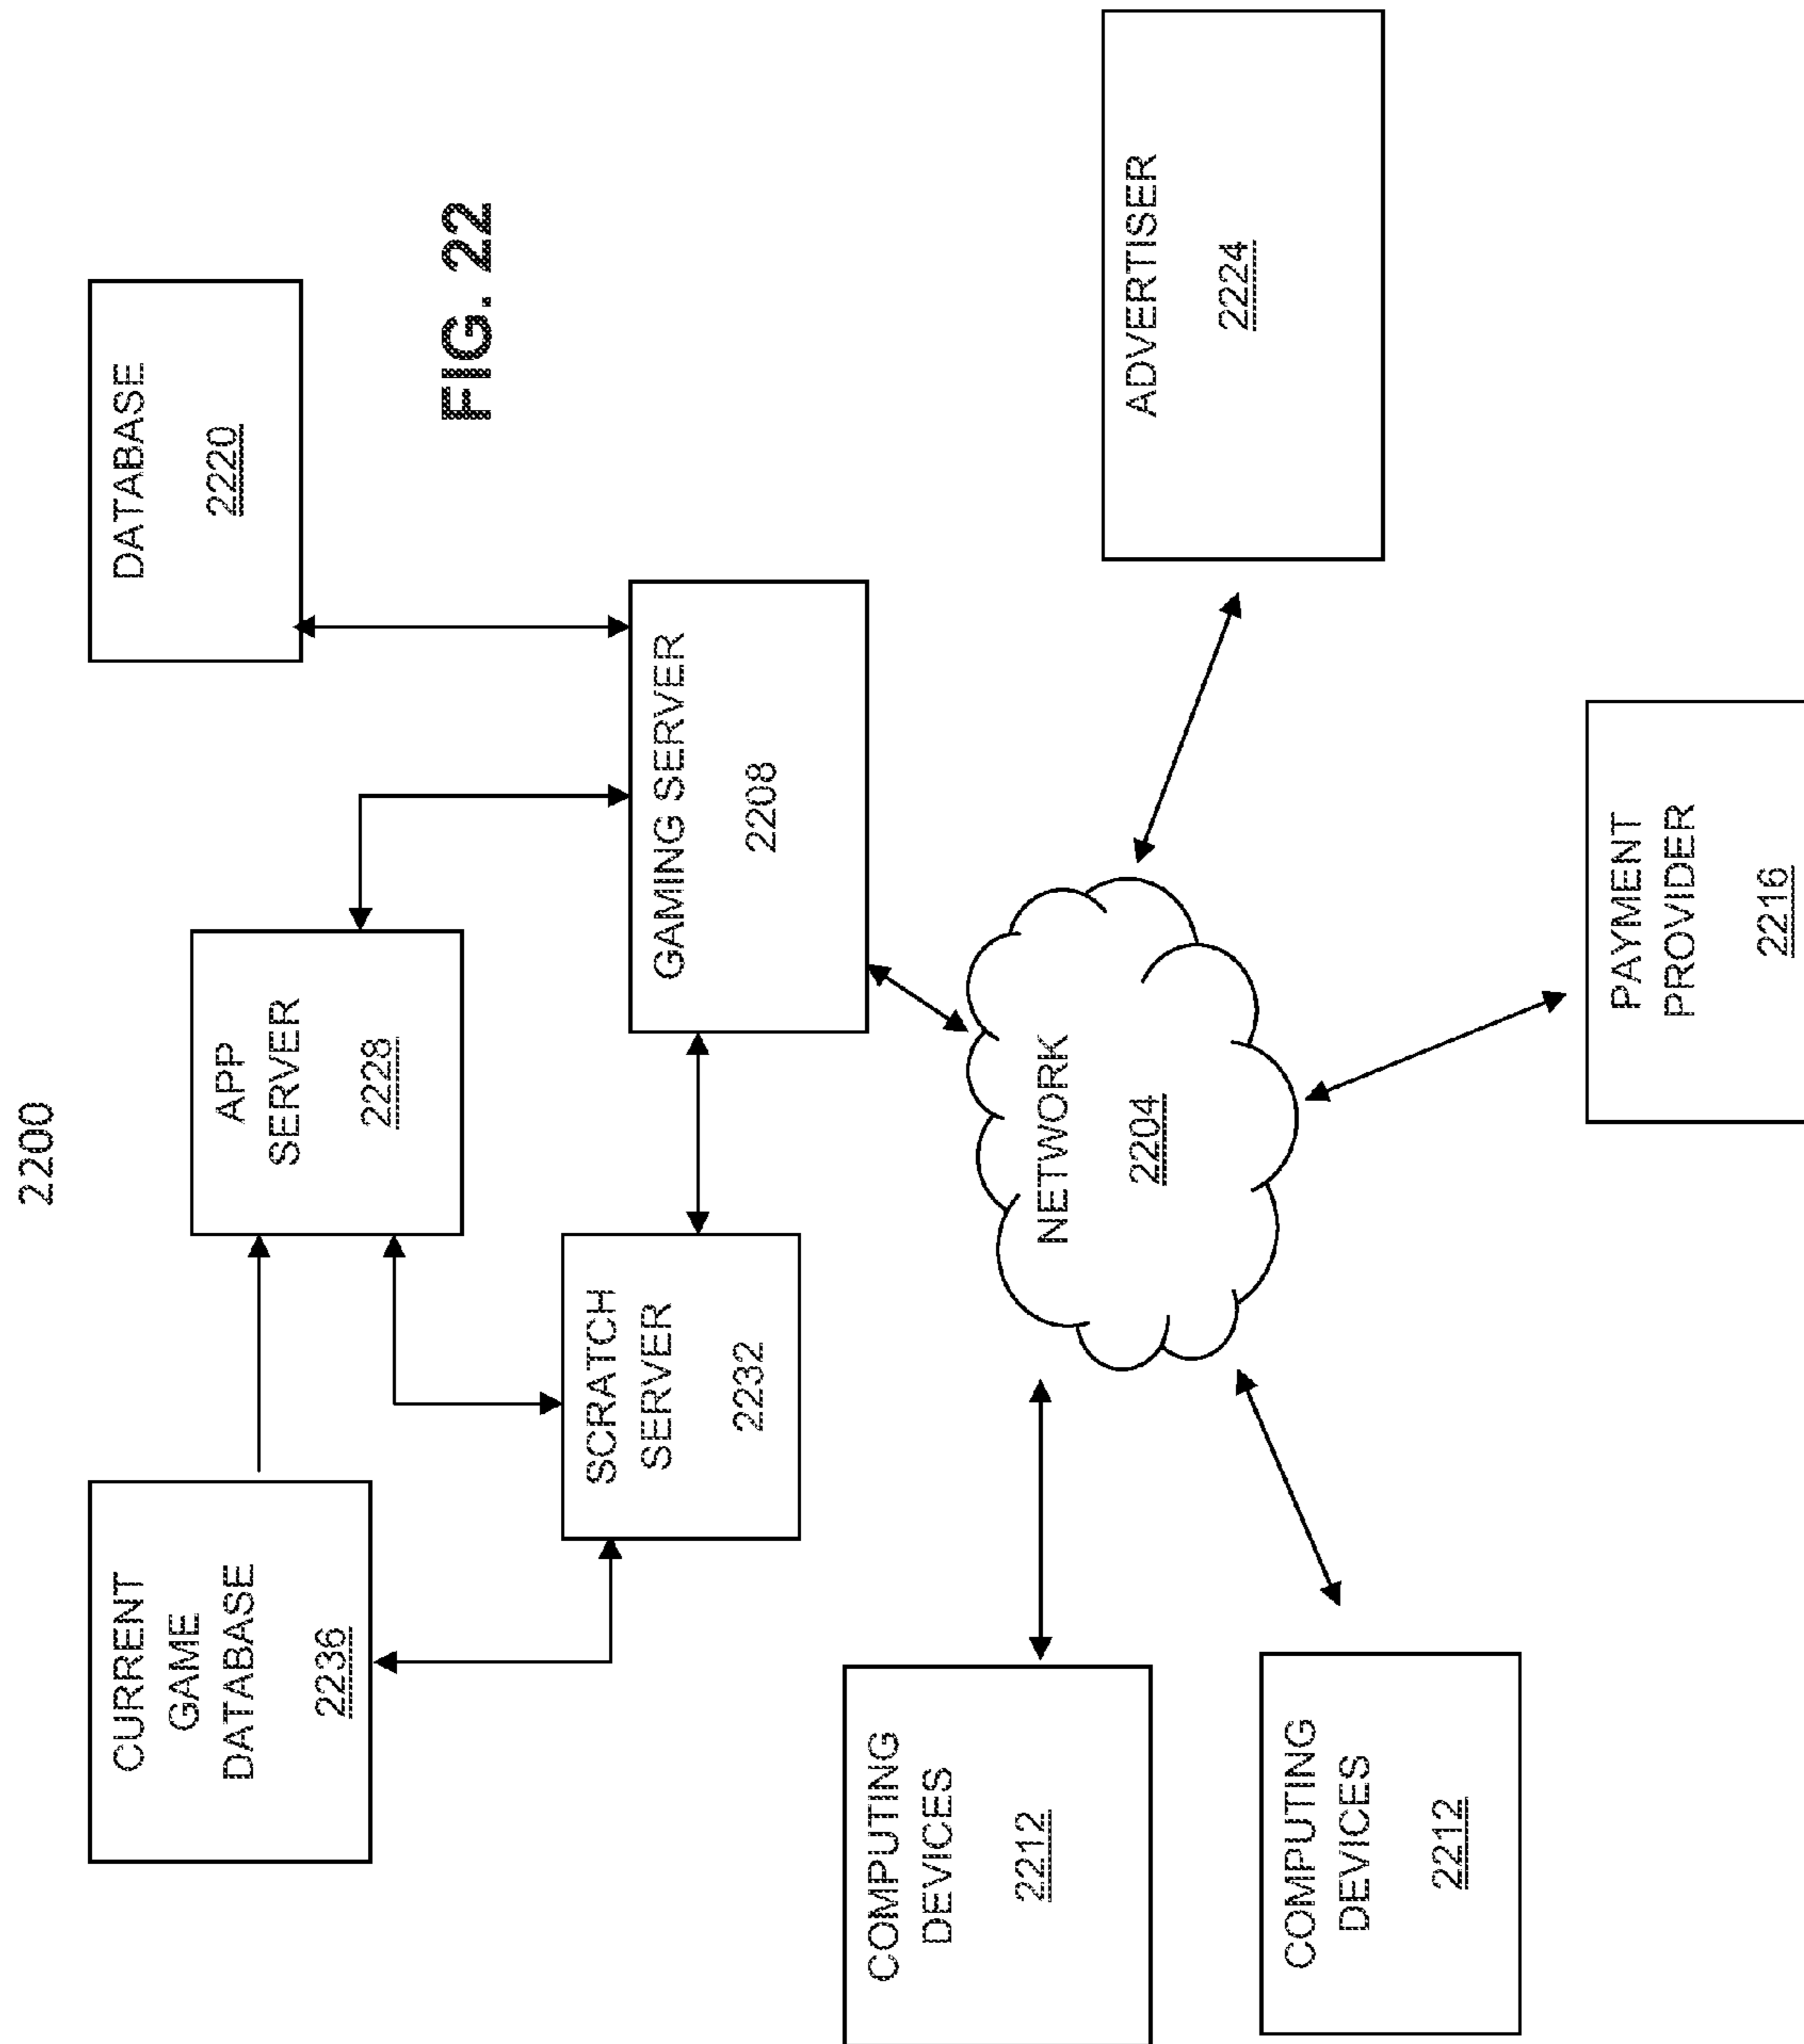 2200
CURRENT
GAME
DATABASE
2236
APP
SERVER
2228
DATABASE
2220
SCRATCH
SERVER
2232
GAMING SERVER
2208
FIG. 22
NETWORK
2204
COMPUTING
DEVICES
2212
COMPUTING
DEVICES
2212
ADVERTISER
2224
PAYMENT
PROVIDER
2216